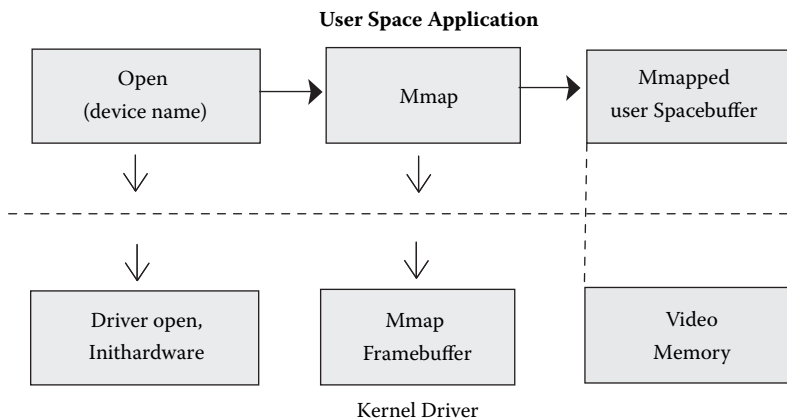 User Space Application
Open
(device name)
Mmap
Mmapped
user Spacebuffer
Driver open,
Inithardware
Mmap
Framebuffer
Video
Memory
Kernel Driver